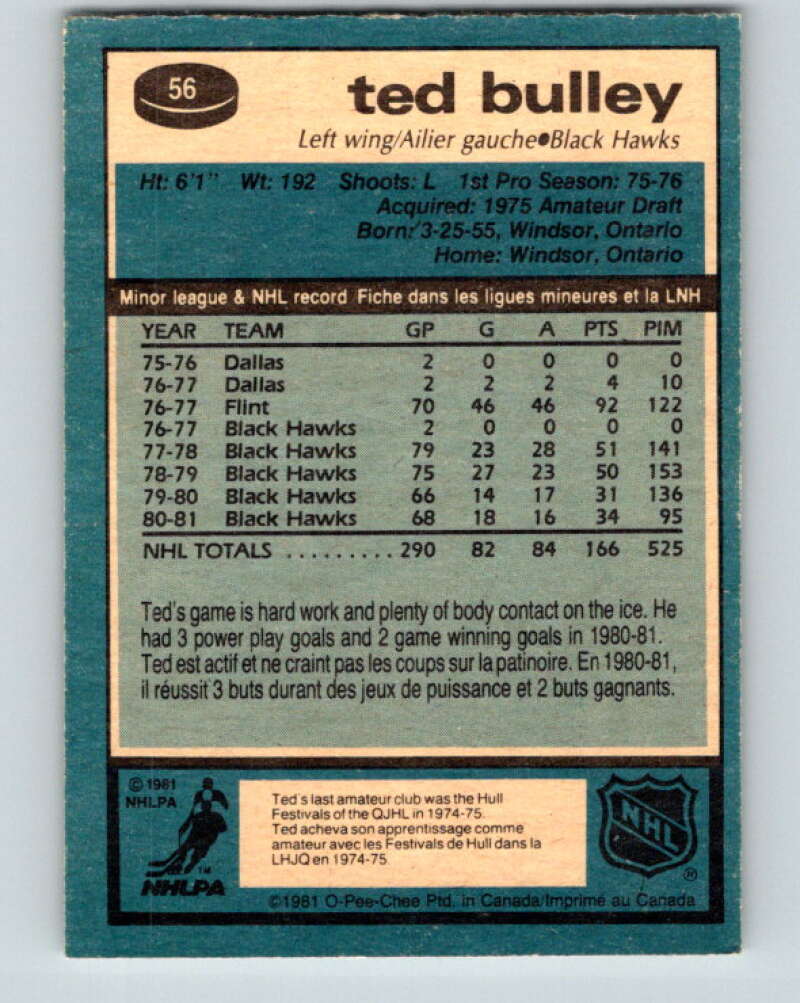 56
ted bulley
Left wing/Ailier gauche●Black Hawks
Ht: 6'1" Wt: 192 Shoots: L 1st Pro Season: 75-76
Acquired: 1975 Amateur Draft
Born: 3-25-55, Windsor, Ontario
Home: Windsor, Ontario
Minor league & NHL record Fiche dans les ligues mineures et la LNH
YEAR TEAM GP G A PTS PIM
75-76 Dallas 2 0 0 0 0
76-77 Dallas 2 2 2 4 10
76-77 Flint 70 46 46 92 122
76-77 Black Hawks 2 0 0 0 0
77-78 Black Hawks 79 23 28 51 141
78-79 Black Hawks 75 27 23 50 153
79-80 Black Hawks 66 14 17 31 136
80-81 Black Hawks 68 18 16 34 95
NHL TOTALS .......... 290 82 84 166 525
Ted's game is hard work and plenty of body contact on the ice. He
had 3 power play goals and 2 game winning goals in 1980-81.
Ted est actif et ne craint pas les coups sur la patinoire. En 1980-81,
il réussit 3 buts durant des jeux de puissance et 2 buts gagnants.
© 1981
NHLPA
TM
NHLPA
Ted's last amateur club was the Hull
Festivals of the QJHL in 1974-75.
Ted acheva son apprentissage comme
amateur avec les Festivals de Hull dans la
LHJQ en 1974-75.
NHL
®
©1981 O-Pee-Chee Ptd. in Canada/Imprimé au Canada